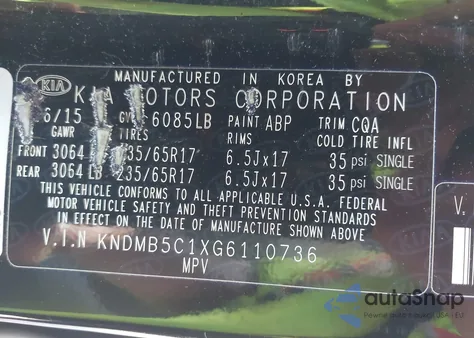 MANUFACTURED IN KOREA BY
KIA KIA MOTORS CORPORATION
6/15 6085LB PAINT ABP TRIM CQA
GAWR RIMS COLD TIRE INFL
FRONT 3064 LB 235/65R17 6.5Jx17 35 psi SINGLE
REAR 3064 LB 235/65R17 6.5Jx17 35 psi SINGLE
THIS VEHICLE CONFORMS TO ALL APPLICABLE U.S.A. FEDERAL
MOTOR VEHICLE SAFETY AND THEFT PREVENTION STANDARDS
IN EFFECT ON THE DATE OF MANUFACTURE SHOWN ABOVE
V.I.N KNDMB5C1XG6110736
MPV
V.
autoSnap